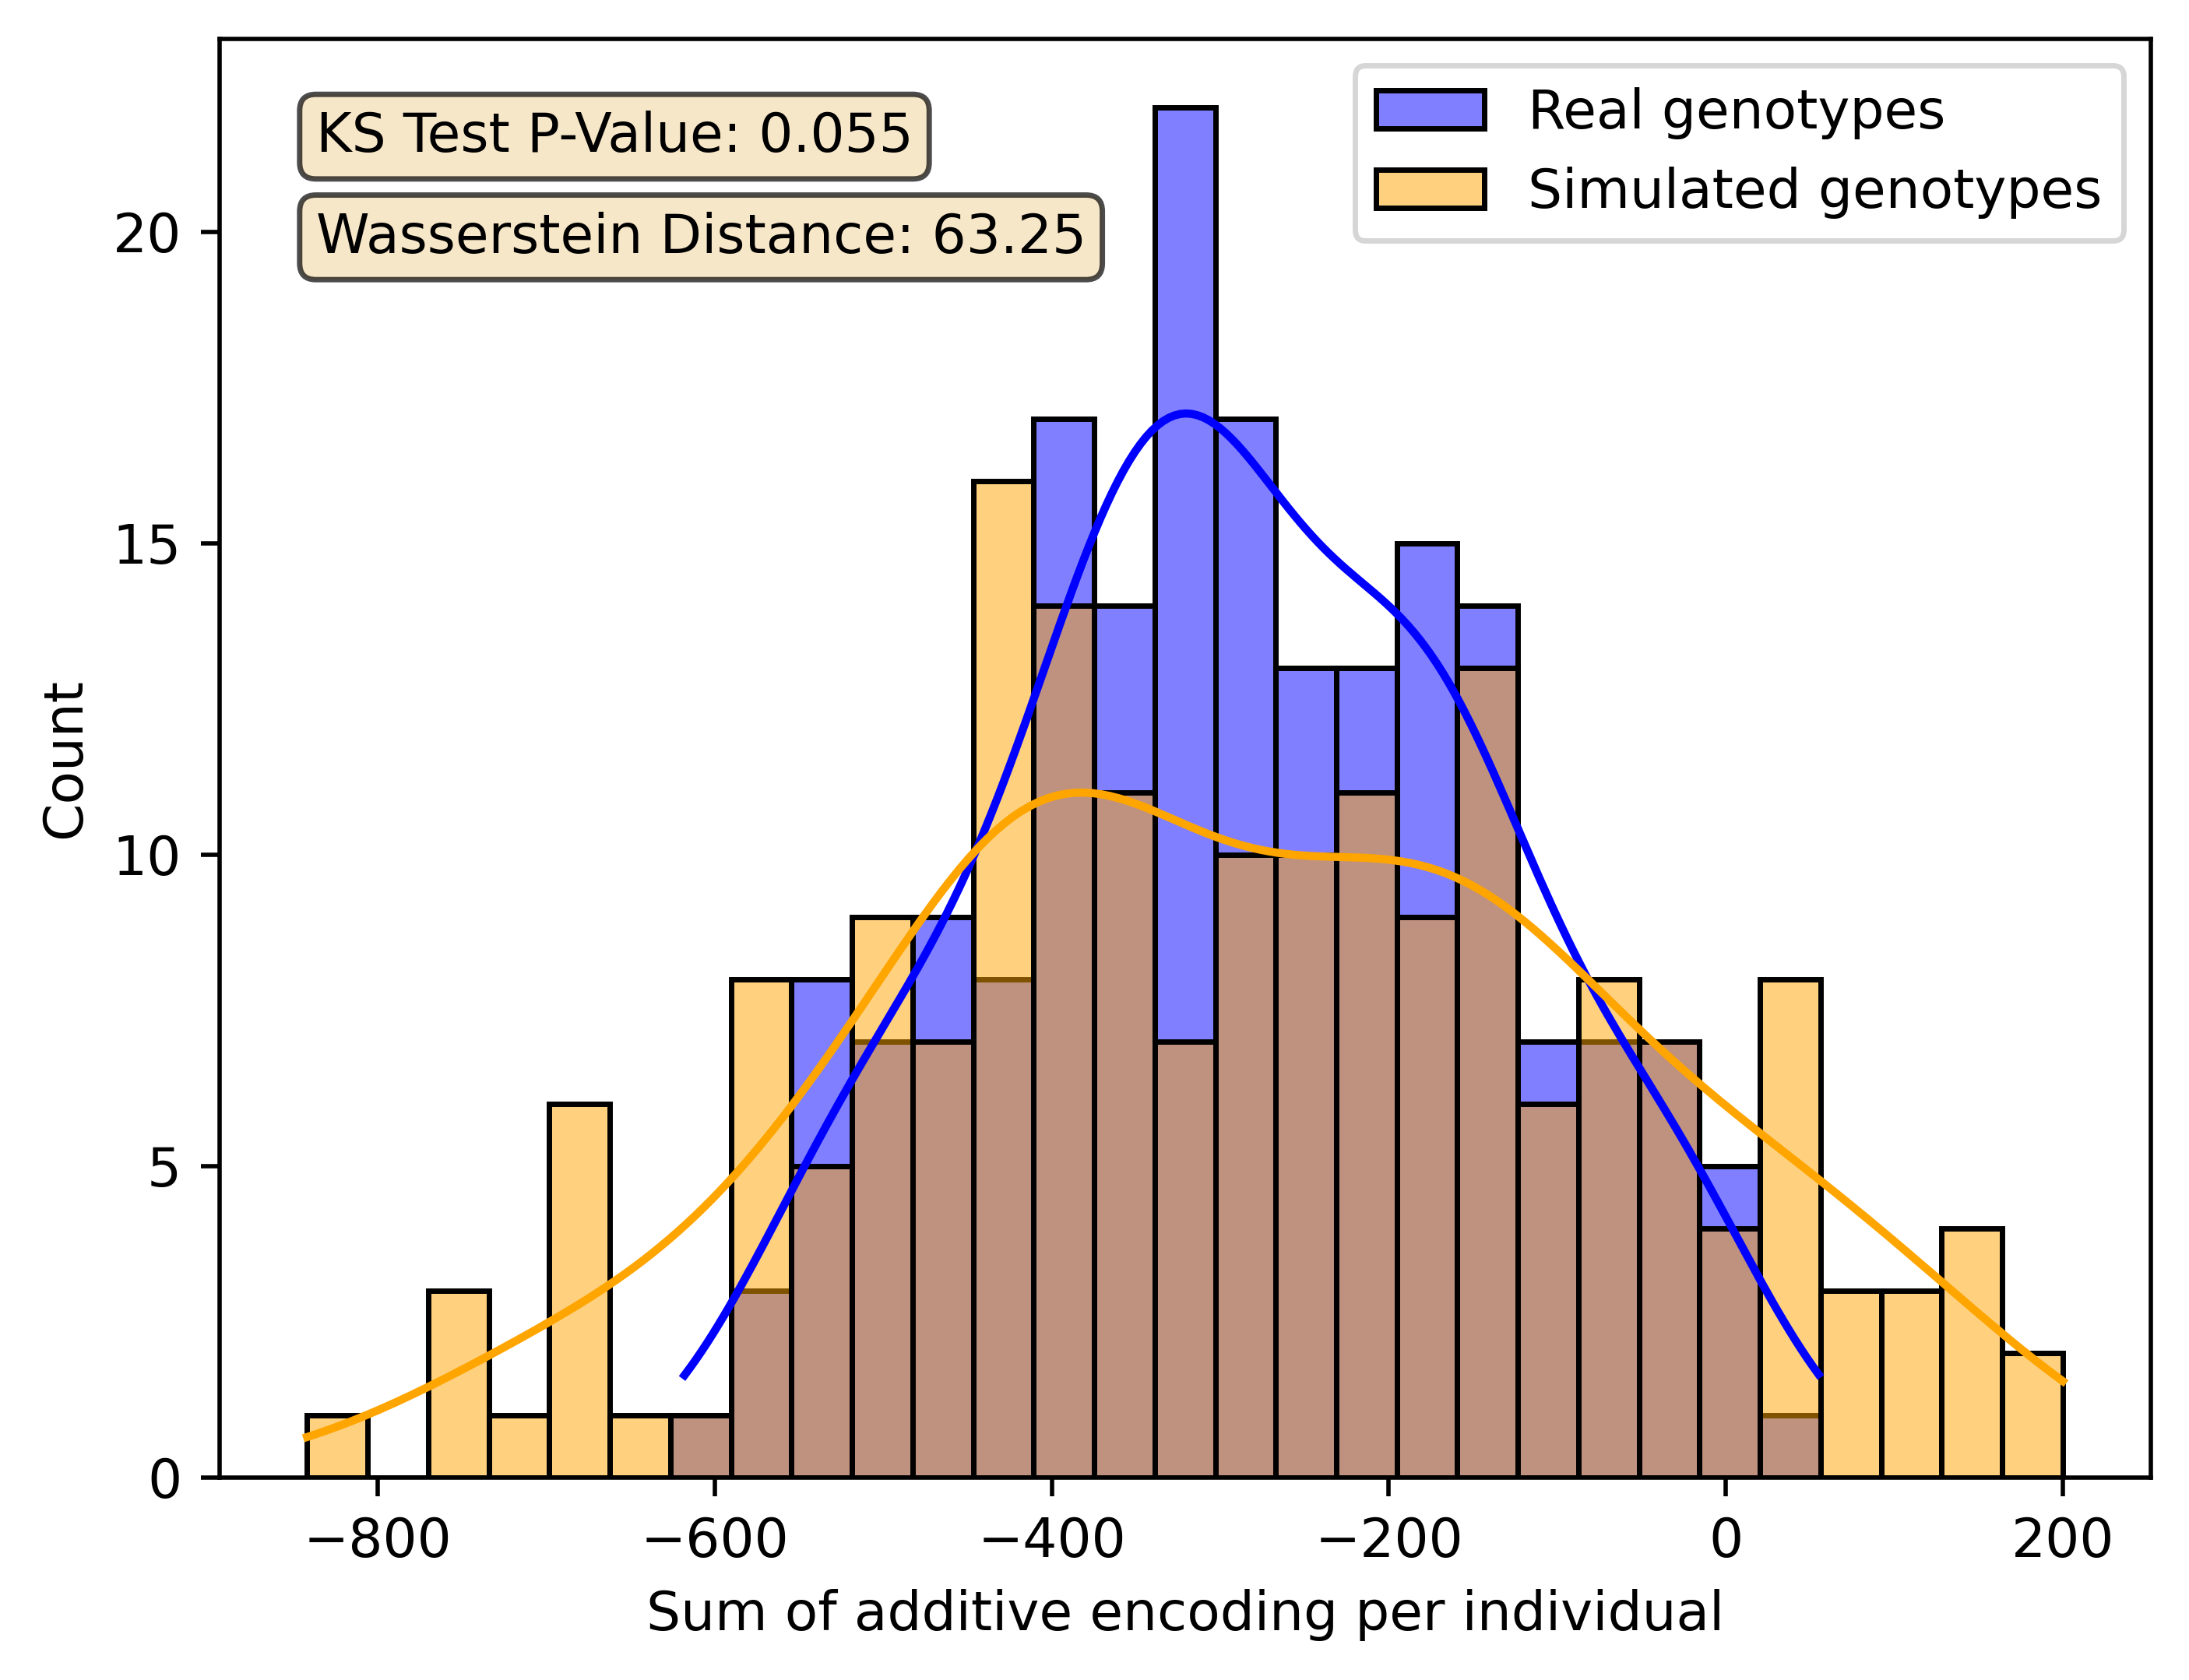 KS Test P-Value: 0.055
Wasserstein Distance: 63.25
Real genotypes
Simulated genotypes
Count
20
15
10
5
0
−800 −600 −400 −200 0 200
Sum of additive encoding per individual